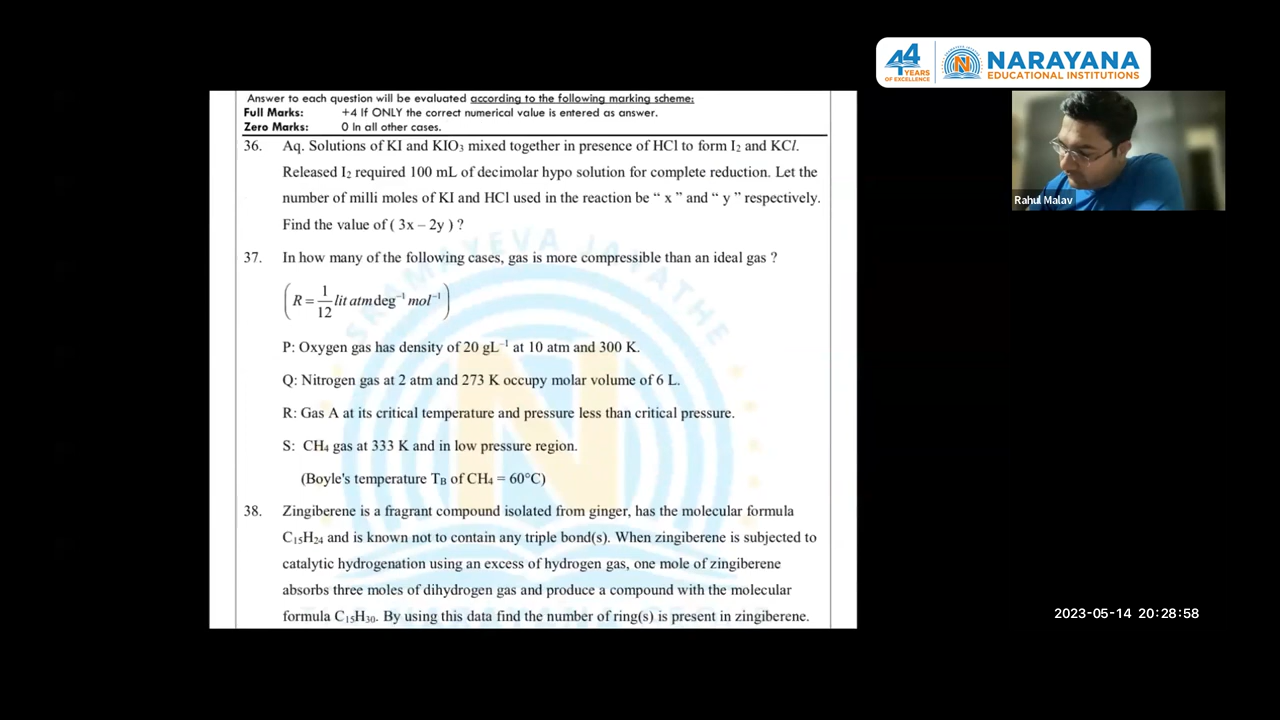 44
YEARS
OF EXCELLENCE
N
NARAYANA
EDUCATIONAL INSTITUTIONS
Answer to each question will be evaluated according to the following marking scheme:
Full Marks: +4 If ONLY the correct numerical value is entered as answer.
Zero Marks: 0 In all other cases.
36. Aq. Solutions of KI and KIO₃ mixed together in presence of HCl to form I₂ and KCl.
Released I₂ required 100 mL of decimolar hypo solution for complete reduction. Let the
number of milli moles of KI and HCl used in the reaction be “ x ” and “ y ” respectively.
Find the value of ( 3x – 2y ) ?
37. In how many of the following cases, gas is more compressible than an ideal gas ?
(R = 1/12 lit atm deg⁻¹ mol⁻¹)
P: Oxygen gas has density of 20 gL⁻¹ at 10 atm and 300 K.
Q: Nitrogen gas at 2 atm and 273 K occupy molar volume of 6 L.
R: Gas A at its critical temperature and pressure less than critical pressure.
S: CH₄ gas at 333 K and in low pressure region.
(Boyle's temperature T_B of CH₄ = 60°C)
38. Zingiberene is a fragrant compound isolated from ginger, has the molecular formula
C₁₅H₂₄ and is known not to contain any triple bond(s). When zingiberene is subjected to
catalytic hydrogenation using an excess of hydrogen gas, one mole of zingiberene
absorbs three moles of dihydrogen gas and produce a compound with the molecular
formula C₁₅H₃₀. By using this data find the number of ring(s) is present in zingiberene.
Rahul Malav
2023-05-14 20:28:58